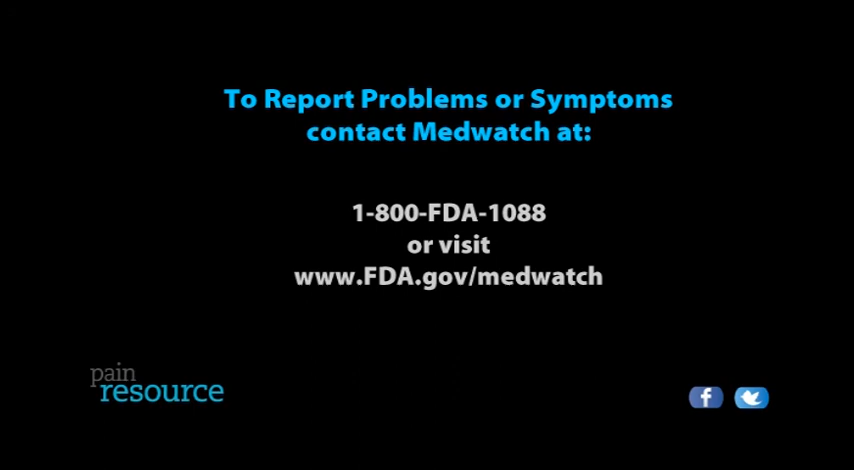 To Report Problems or Symptoms
contact Medwatch at:
1-800-FDA-1088
or visit
www.FDA.gov/medwatch
pain
resource
f